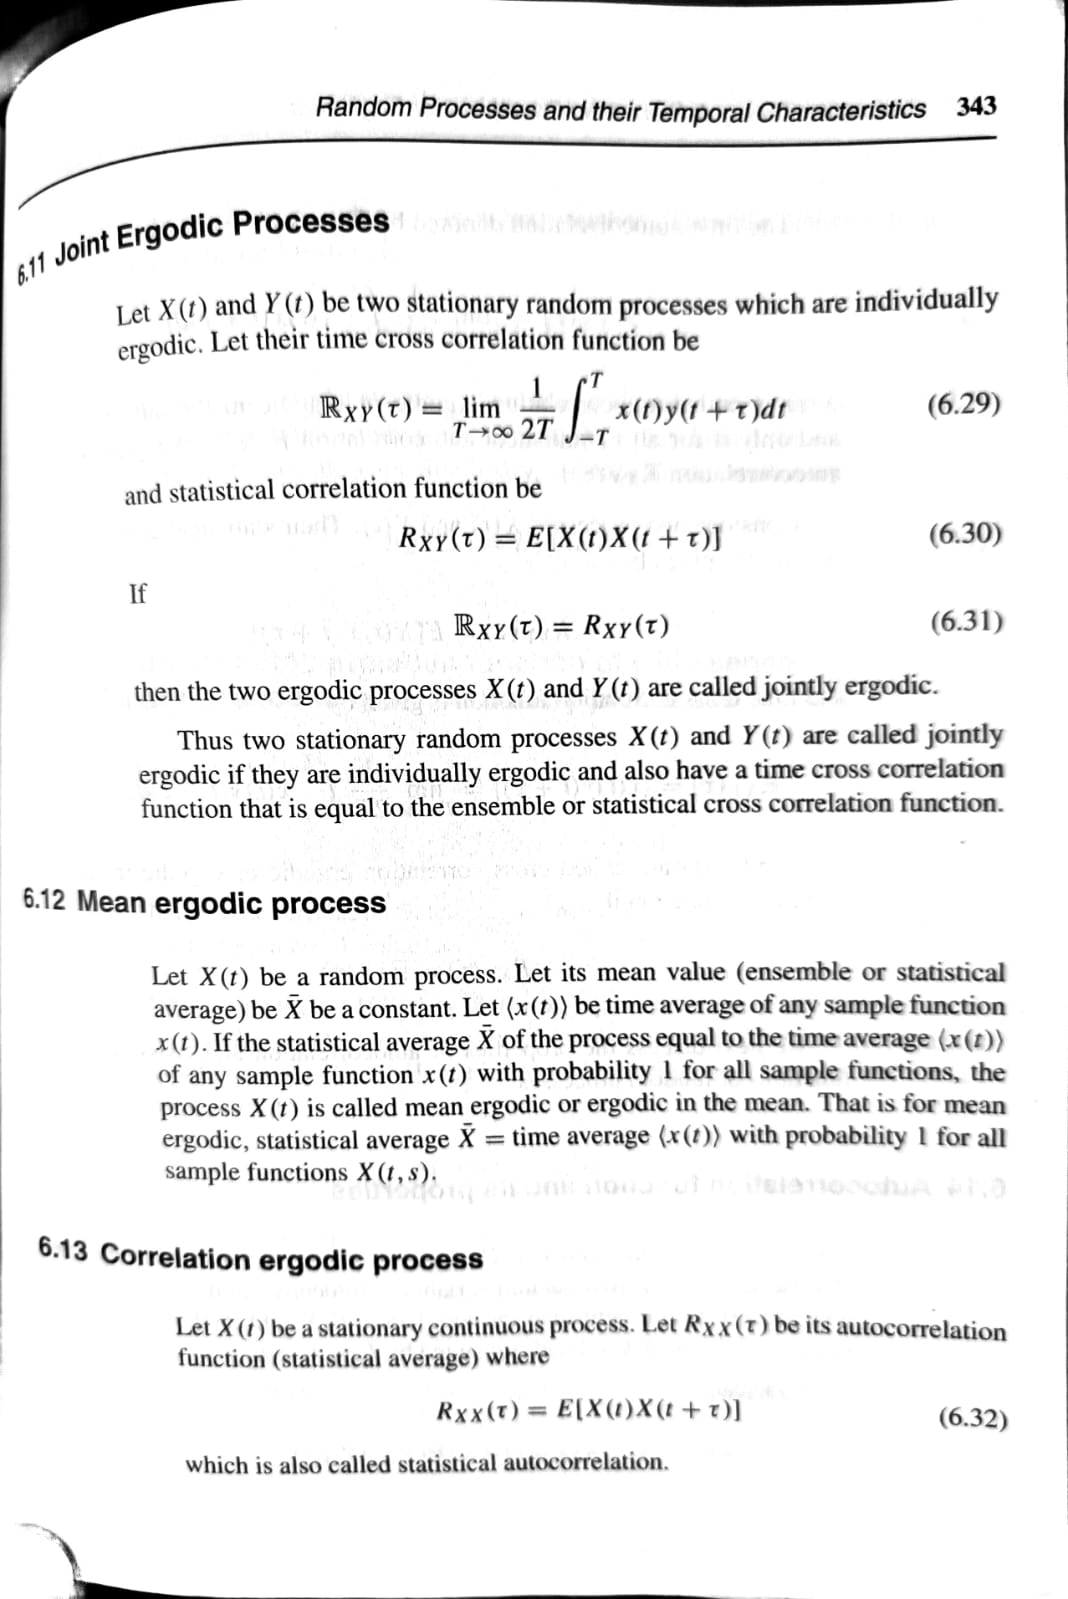 Random Processes and their Temporal Characteristics 343
6.11 Joint Ergodic Processes
Let X(t) and Y(t) be two stationary random processes which are individually
ergodic. Let their time cross correlation function be
ℝXY(τ) = lim T→∞ 1/2T ∫_{-T}^{T} x(t)y(t + τ)dt (6.29)
and statistical correlation function be
RXY(τ) = E[X(t)X(t + τ)] (6.30)
If
ℝXY(τ) = RXY(τ) (6.31)
then the two ergodic processes X(t) and Y(t) are called jointly ergodic.
Thus two stationary random processes X(t) and Y(t) are called jointly
ergodic if they are individually ergodic and also have a time cross correlation
function that is equal to the ensemble or statistical cross correlation function.
6.12 Mean ergodic process
Let X(t) be a random process. Let its mean value (ensemble or statistical
average) be X̄ be a constant. Let ⟨x(t)⟩ be time average of any sample function
x(t). If the statistical average X̄ of the process equal to the time average ⟨x(t)⟩
of any sample function x(t) with probability 1 for all sample functions, the
process X(t) is called mean ergodic or ergodic in the mean. That is for mean
ergodic, statistical average X̄ = time average ⟨x(t)⟩ with probability 1 for all
sample functions X(t, s).
6.13 Correlation ergodic process
Let X(t) be a stationary continuous process. Let RXX(τ) be its autocorrelation
function (statistical average) where
RXX(τ) = E[X(t)X(t + τ)] (6.32)
which is also called statistical autocorrelation.